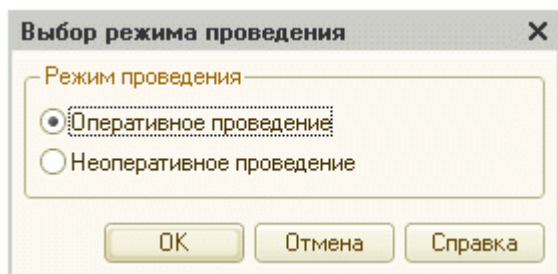 Выбор режима проведения
Режим проведения
Оперативное проведение
Неоперативное проведение
OK
Отмена
Справка